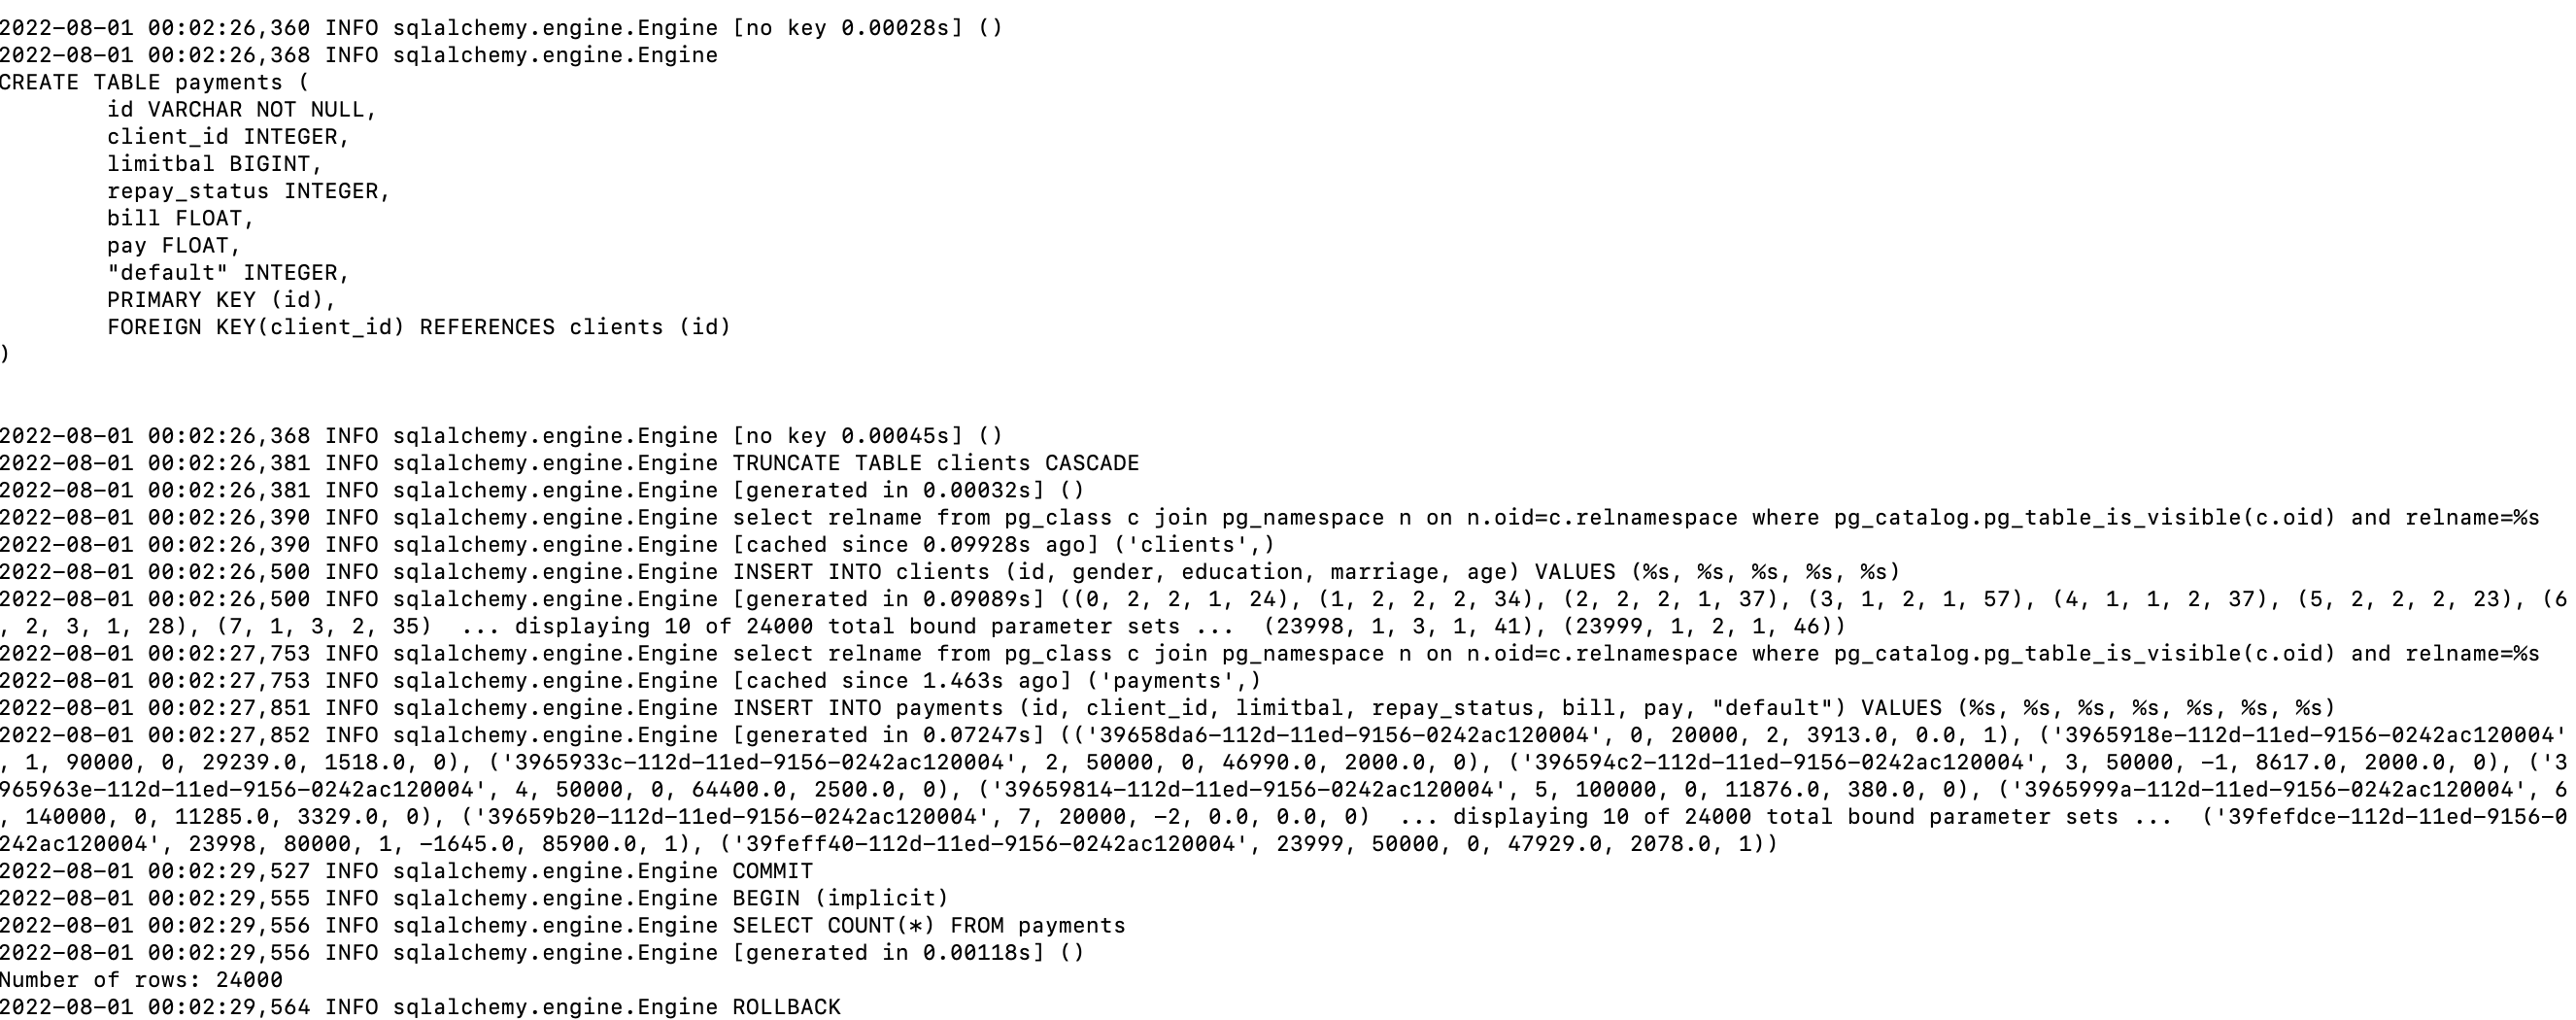 2022-08-01 00:02:26,360 INFO sqlalchemy.engine.Engine [no key 0.00028s] ()
2022-08-01 00:02:26,368 INFO sqlalchemy.engine.Engine
CREATE TABLE payments (
        id VARCHAR NOT NULL,
        client_id INTEGER,
        limitbal BIGINT,
        repay_status INTEGER,
        bill FLOAT,
        pay FLOAT,
        "default" INTEGER,
        PRIMARY KEY (id),
        FOREIGN KEY(client_id) REFERENCES clients (id)
)
2022-08-01 00:02:26,368 INFO sqlalchemy.engine.Engine [no key 0.00045s] ()
2022-08-01 00:02:26,381 INFO sqlalchemy.engine.Engine TRUNCATE TABLE clients CASCADE
2022-08-01 00:02:26,381 INFO sqlalchemy.engine.Engine [generated in 0.00032s] ()
2022-08-01 00:02:26,390 INFO sqlalchemy.engine.Engine select relname from pg_class c join pg_namespace n on n.oid=c.relnamespace where pg_catalog.pg_table_is_visible(c.oid) and relname=%s
2022-08-01 00:02:26,390 INFO sqlalchemy.engine.Engine [cached since 0.09928s ago] ('clients',)
2022-08-01 00:02:26,500 INFO sqlalchemy.engine.Engine INSERT INTO clients (id, gender, education, marriage, age) VALUES (%s, %s, %s, %s, %s)
2022-08-01 00:02:26,500 INFO sqlalchemy.engine.Engine [generated in 0.09089s] ((0, 2, 2, 1, 24), (1, 2, 2, 2, 34), (2, 2, 2, 1, 37), (3, 1, 2, 1, 57), (4, 1, 1, 2, 37), (5, 2, 2, 2, 23), (6
, 2, 3, 1, 28), (7, 1, 3, 2, 35)  ... displaying 10 of 24000 total bound parameter sets ...  (23998, 1, 3, 1, 41), (23999, 1, 2, 1, 46))
2022-08-01 00:02:27,753 INFO sqlalchemy.engine.Engine select relname from pg_class c join pg_namespace n on n.oid=c.relnamespace where pg_catalog.pg_table_is_visible(c.oid) and relname=%s
2022-08-01 00:02:27,753 INFO sqlalchemy.engine.Engine [cached since 1.463s ago] ('payments',)
2022-08-01 00:02:27,851 INFO sqlalchemy.engine.Engine INSERT INTO payments (id, client_id, limitbal, repay_status, bill, pay, "default") VALUES (%s, %s, %s, %s, %s, %s, %s)
2022-08-01 00:02:27,852 INFO sqlalchemy.engine.Engine [generated in 0.07247s] (('39658da6-112d-11ed-9156-0242ac120004', 0, 20000, 2, 3913.0, 0.0, 1), ('3965918e-112d-11ed-9156-0242ac120004'
, 1, 90000, 0, 29239.0, 1518.0, 0), ('3965933c-112d-11ed-9156-0242ac120004', 2, 50000, 0, 46990.0, 2000.0, 0), ('396594c2-112d-11ed-9156-0242ac120004', 3, 50000, -1, 8617.0, 2000.0, 0), ('3
965963e-112d-11ed-9156-0242ac120004', 4, 50000, 0, 64400.0, 2500.0, 0), ('39659814-112d-11ed-9156-0242ac120004', 5, 100000, 0, 11876.0, 380.0, 0), ('3965999a-112d-11ed-9156-0242ac120004', 6
, 140000, 0, 11285.0, 3329.0, 0), ('39659b20-112d-11ed-9156-0242ac120004', 7, 20000, -2, 0.0, 0.0, 0)  ... displaying 10 of 24000 total bound parameter sets ...  ('39fefdce-112d-11ed-9156-0
242ac120004', 23998, 80000, 1, -1645.0, 85900.0, 1), ('39feff40-112d-11ed-9156-0242ac120004', 23999, 50000, 0, 47929.0, 2078.0, 1))
2022-08-01 00:02:29,527 INFO sqlalchemy.engine.Engine COMMIT
2022-08-01 00:02:29,555 INFO sqlalchemy.engine.Engine BEGIN (implicit)
2022-08-01 00:02:29,556 INFO sqlalchemy.engine.Engine SELECT COUNT(*) FROM payments
2022-08-01 00:02:29,556 INFO sqlalchemy.engine.Engine [generated in 0.00118s] ()
Number of rows: 24000
2022-08-01 00:02:29,564 INFO sqlalchemy.engine.Engine ROLLBACK